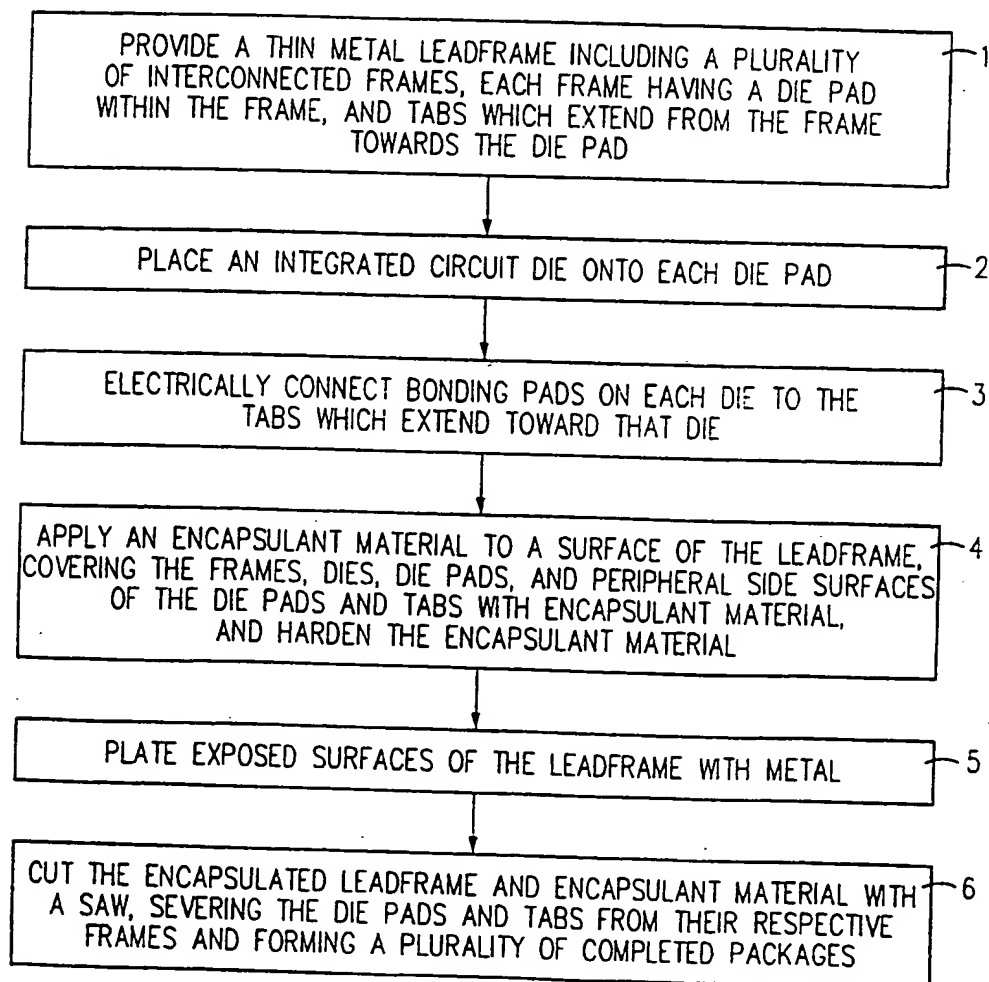 PROVIDE A THIN METAL LEADFRAME INCLUDING A PLURALITY
OF INTERCONNECTED FRAMES, EACH FRAME HAVING A DIE PAD
WITHIN THE FRAME, AND TABS WHICH EXTEND FROM THE FRAME
TOWARDS THE DIE PAD
1
PLACE AN INTEGRATED CIRCUIT DIE ONTO EACH DIE PAD
2
ELECTRICALLY CONNECT BONDING PADS ON EACH DIE TO THE
TABS WHICH EXTEND TOWARD THAT DIE
3
APPLY AN ENCAPSULANT MATERIAL TO A SURFACE OF THE LEADFRAME,
COVERING THE FRAMES, DIES, DIE PADS, AND PERIPHERAL SIDE SURFACES
OF THE DIE PADS AND TABS WITH ENCAPSULANT MATERIAL,
AND HARDEN THE ENCAPSULANT MATERIAL
4
PLATE EXPOSED SURFACES OF THE LEADFRAME WITH METAL
5
CUT THE ENCAPSULATED LEADFRAME AND ENCAPSULANT MATERIAL WITH
A SAW, SEVERING THE DIE PADS AND TABS FROM THEIR RESPECTIVE
FRAMES AND FORMING A PLURALITY OF COMPLETED PACKAGES
6